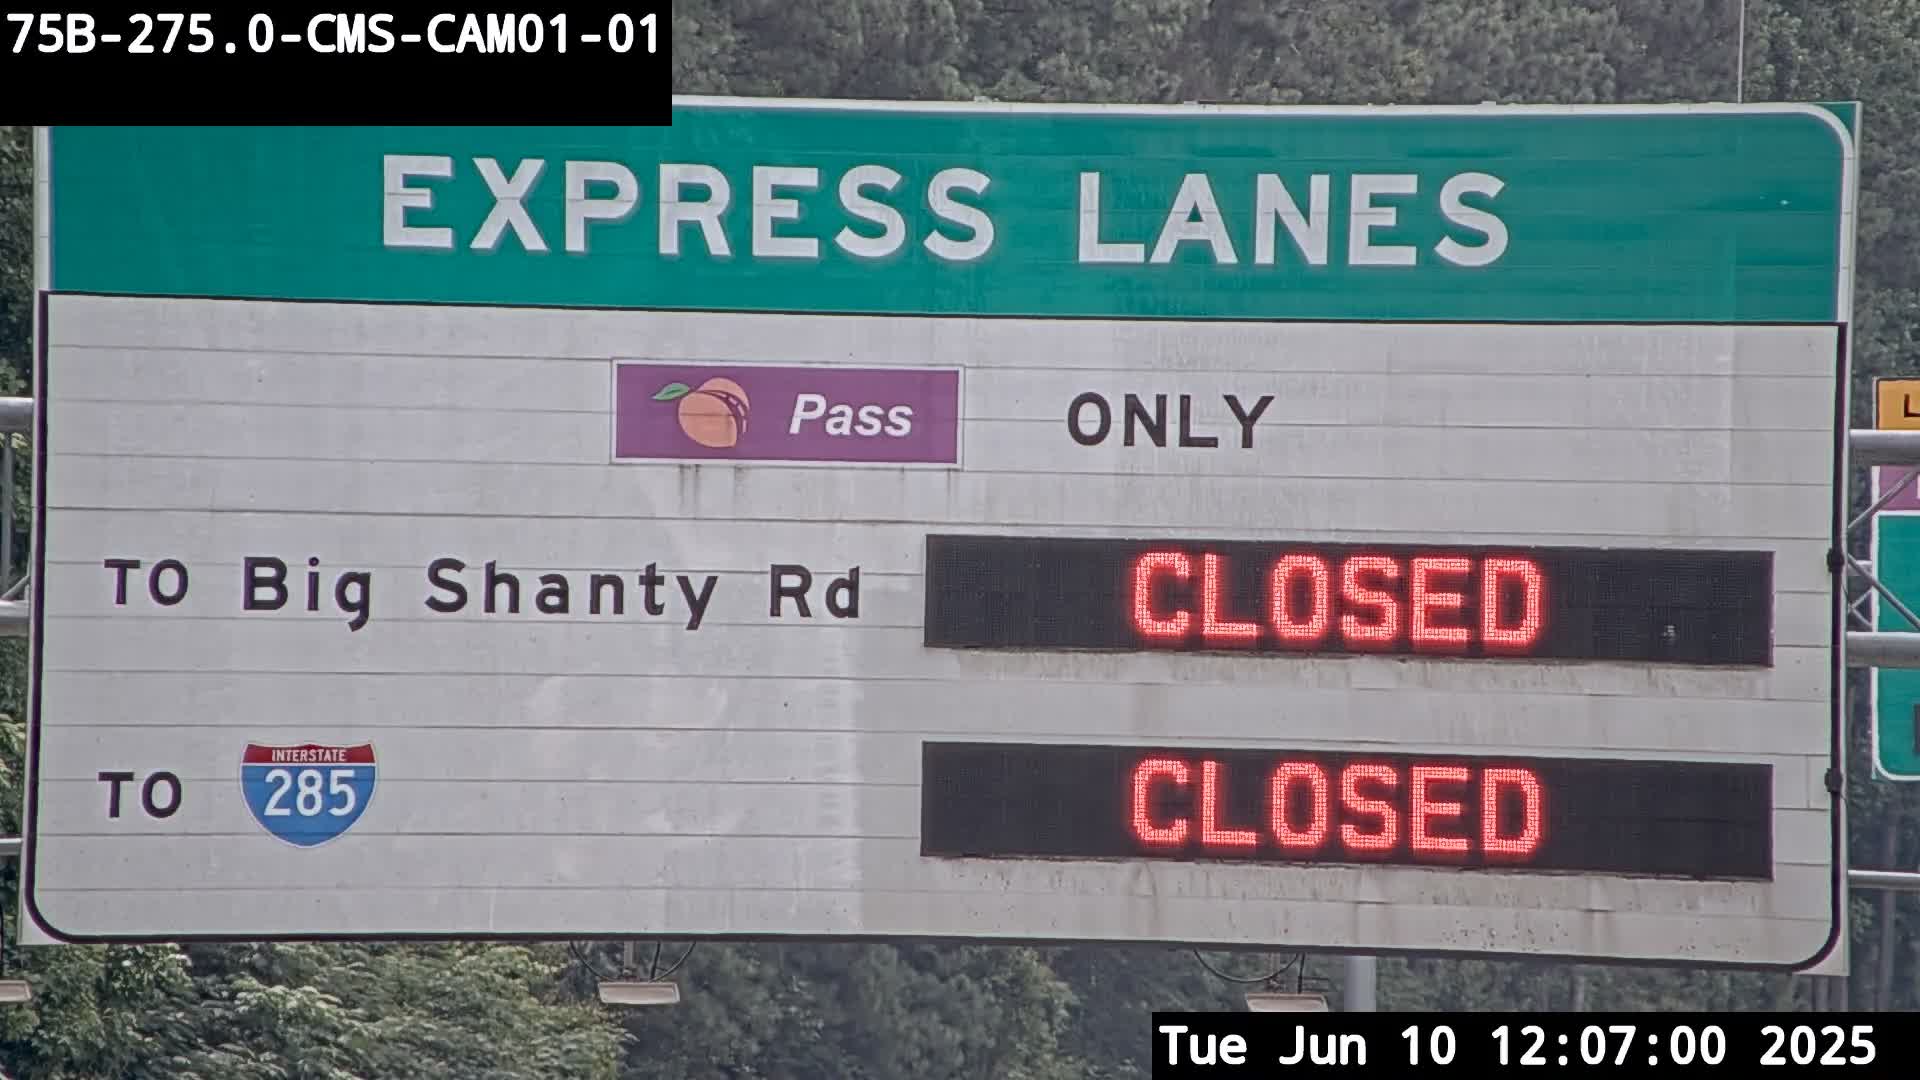 75B-275.0-CMS-CAM01-01
EXPRESS LANES
Pass ONLY
TO Big Shanty Rd CLOSED
TO INTERSTATE 285 CLOSED
Tue Jun 10 12:07:00 2025